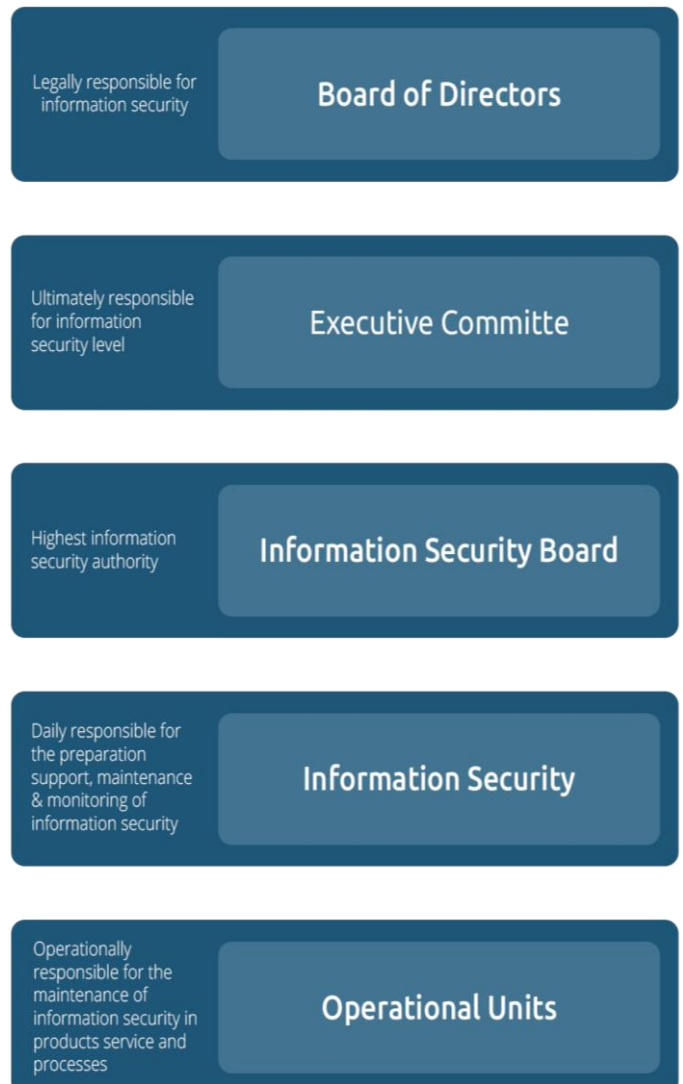 Legally responsible for
information security
Board of Directors
Ultimately responsible
for information
security level
Executive Committe
Highest information
security authority
Information Security Board
Daily responsible for
the preparation
support, maintenance
& monitoring of
information security
Information Security
Operationally
responsible for the
maintenance of
information security in
products service and
processes
Operational Units